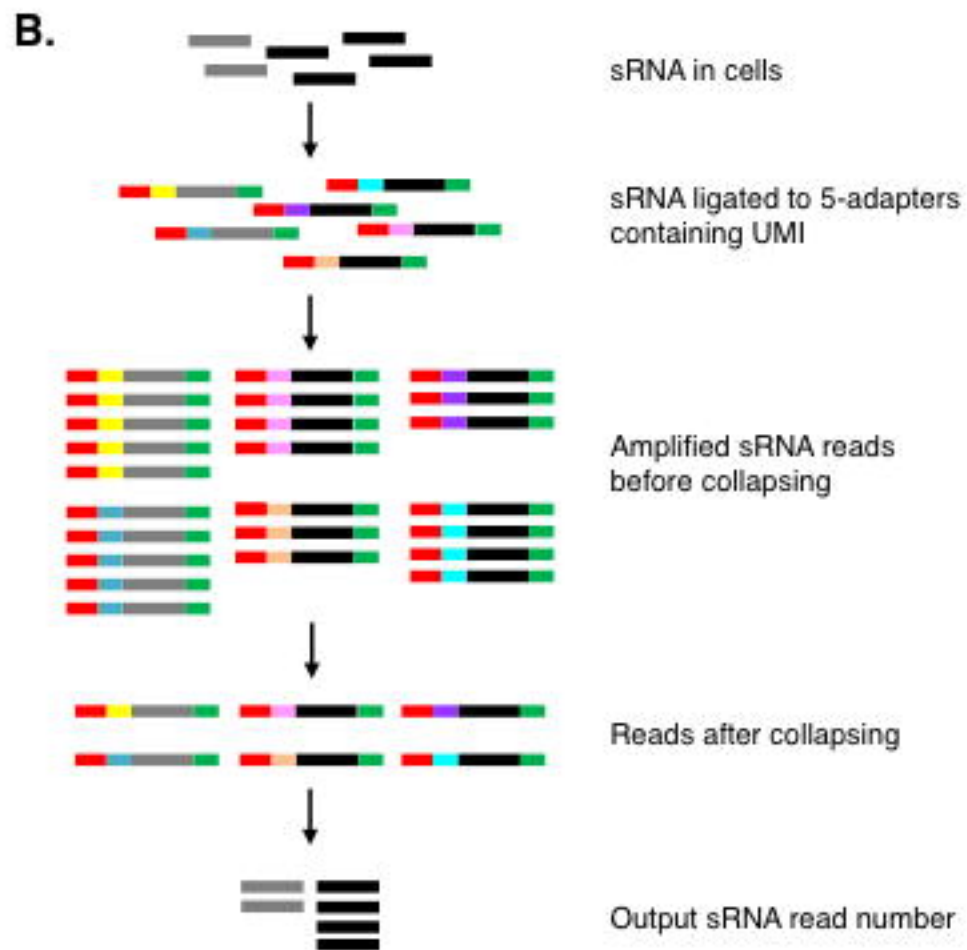 B.
sRNA in cells
sRNA ligated to 5-adapters
containing UMI
Amplified sRNA reads
before collapsing
Reads after collapsing
Output sRNA read number